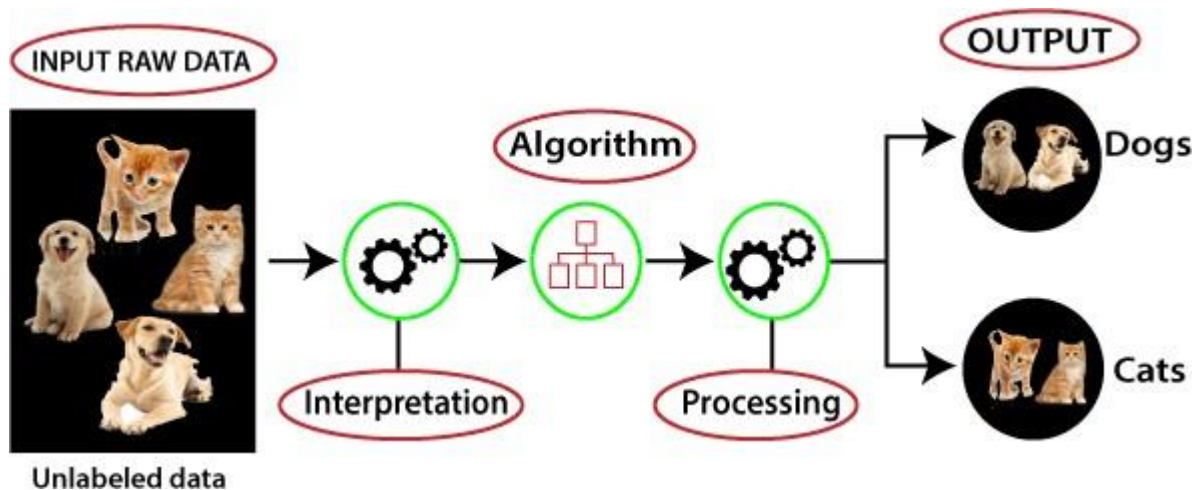 INPUT RAW DATA
OUTPUT
Algorithm
Dogs
Interpretation
Processing
Cats
Unlabeled data